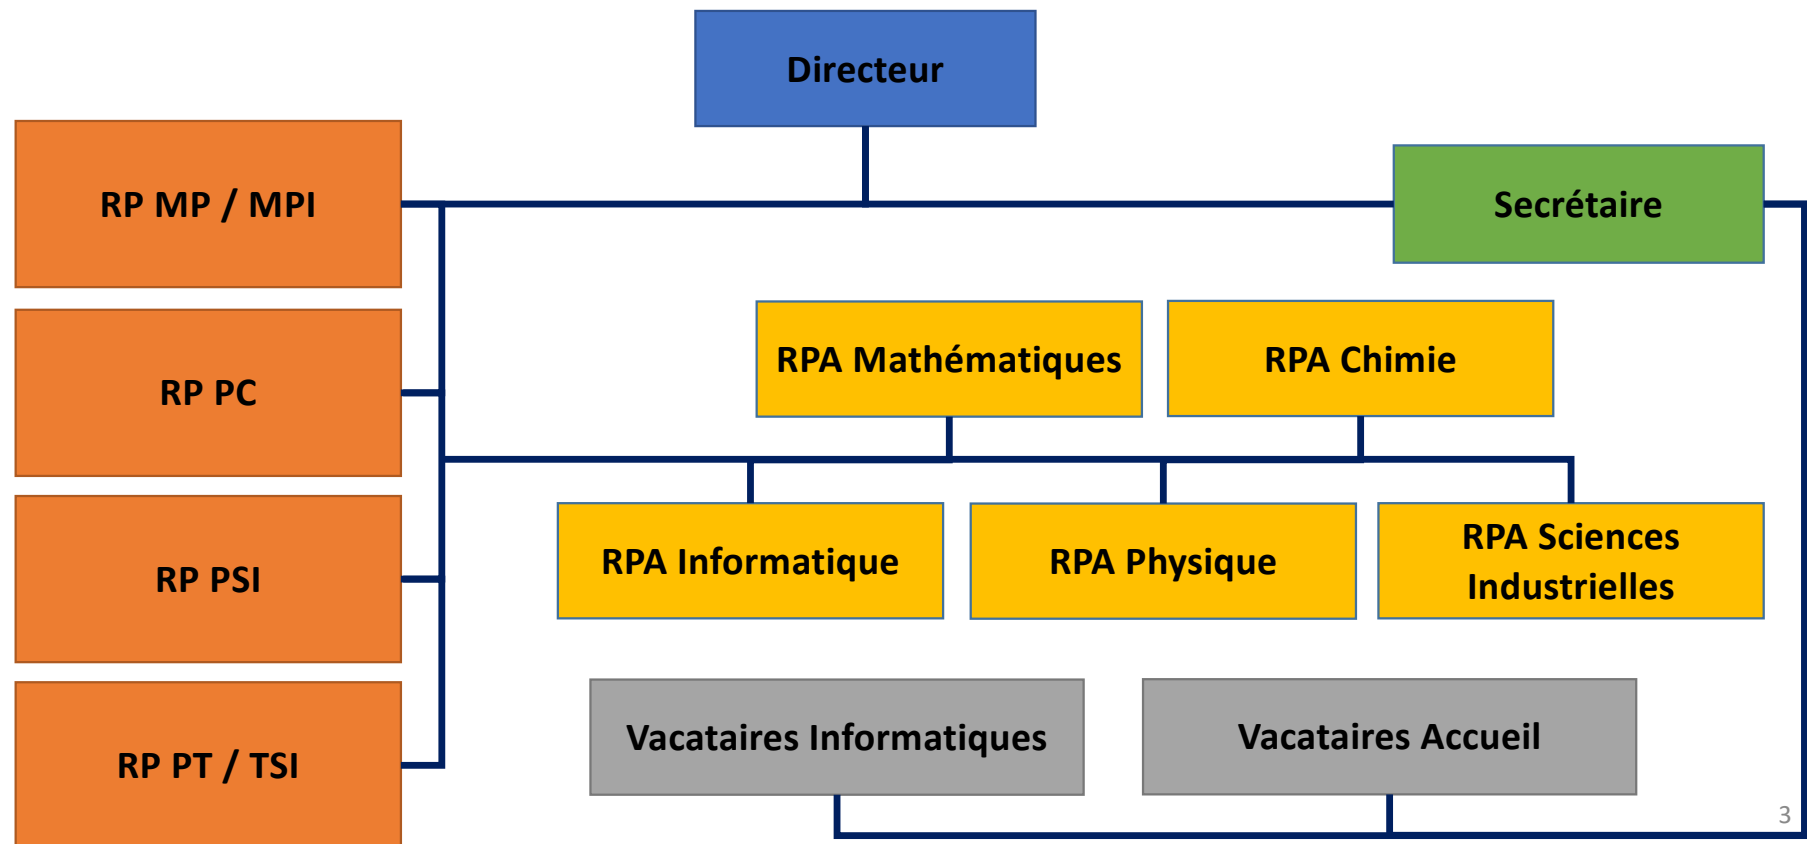 Directeur
RP MP / MPI
Secrétaire
RPA Mathématiques
RPA Chimie
RP PC
RPA Informatique
RPA Physique
RPA Sciences
Industrielles
RP PSI
Vacataires Informatiques
Vacataires Accueil
RP PT / TSI
3